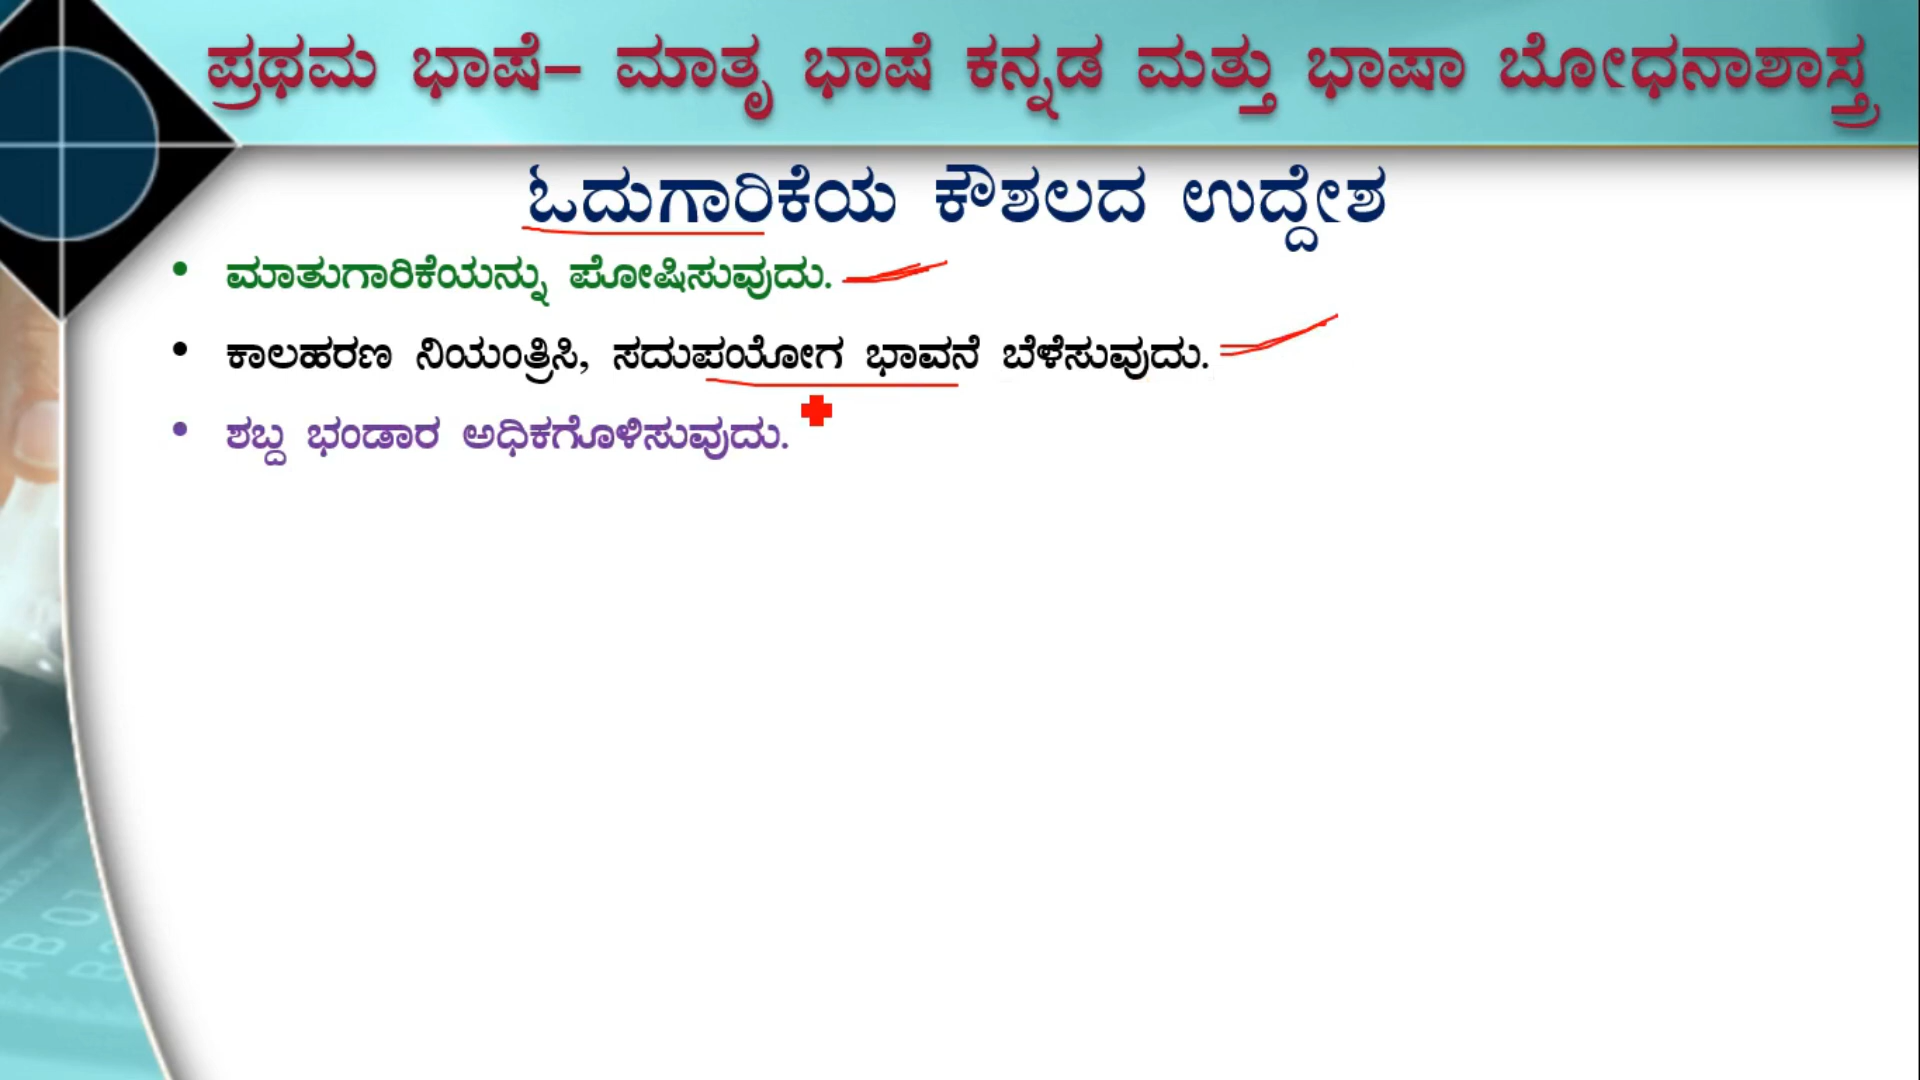 ಪ್ರಥಮ ಭಾಷೆ– ಮಾತೃ ಭಾಷೆ ಕನ್ನಡ ಮತ್ತು ಭಾಷಾ ಬೋಧನಾಶಾಸ್ತ್ರ
ಓದುಗಾರಿಕೆಯ ಕೌಶಲದ ಉದ್ದೇಶ
• ಮಾತುಗಾರಿಕೆಯನ್ನು ಪೋಷಿಸುವುದು.
• ಕಾಲಹರಣ ನಿಯಂತ್ರಿಸಿ, ಸದುಪಯೋಗ ಭಾವನೆ ಬೆಳೆಸುವುದು.
• ಶಬ್ದ ಭಂಡಾರ ಅಧಿಕಗೊಳಿಸುವುದು.